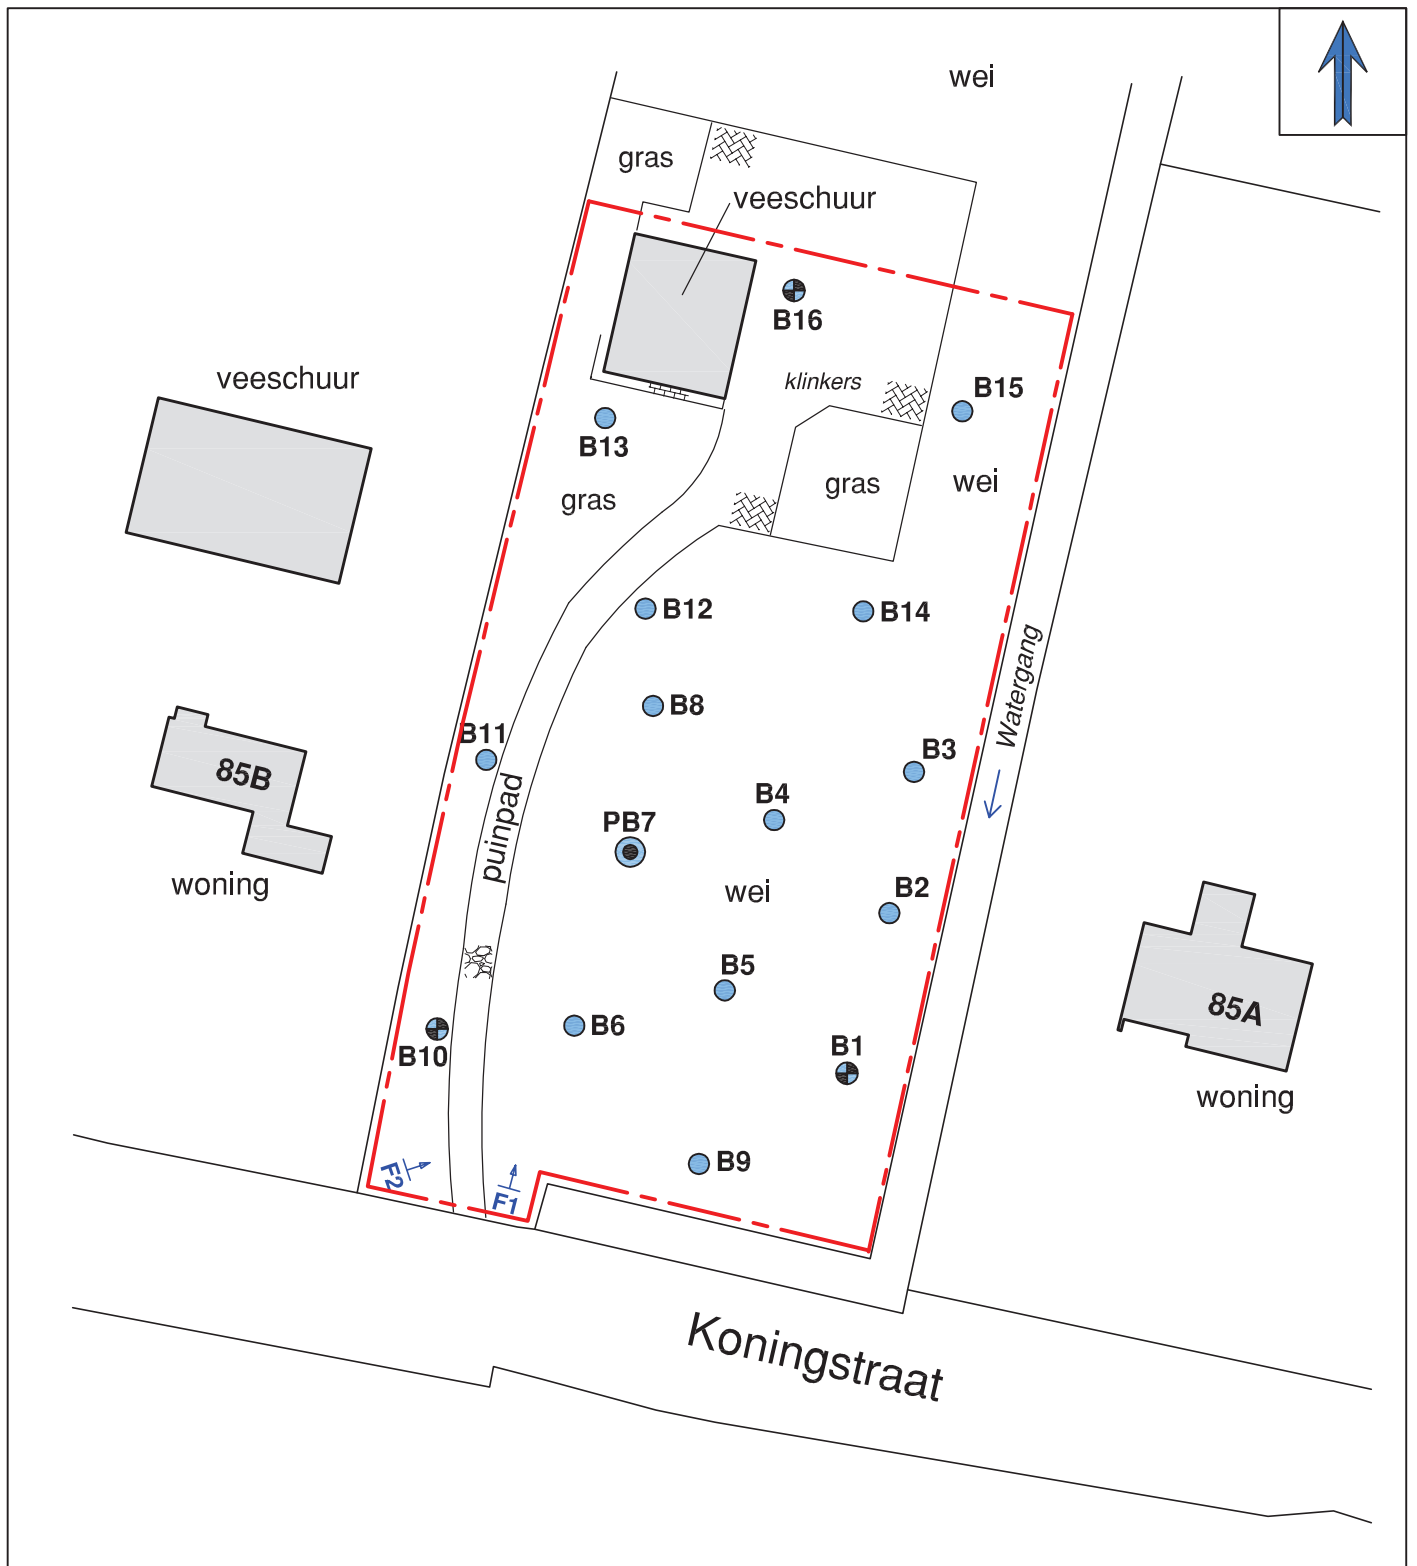 wei
gras
veeschuur
B16
veeschuur
klinkers
B15
B13
wei
gras
gras
B12
B14
Watergang
B8
B11
B3
85B
B4
puinpad
PB7
woning
B2
wei
B5
85A
B6
B1
B10
woning
B9
F2
F1
Koningstraat